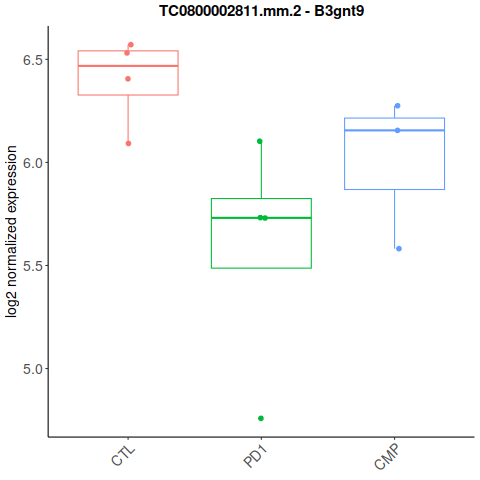 TC0800002811.mm.2 - B3gnt9
log2 normalized expression
6.5
6.0
5.5
5.0
CTL
PD1
CMP